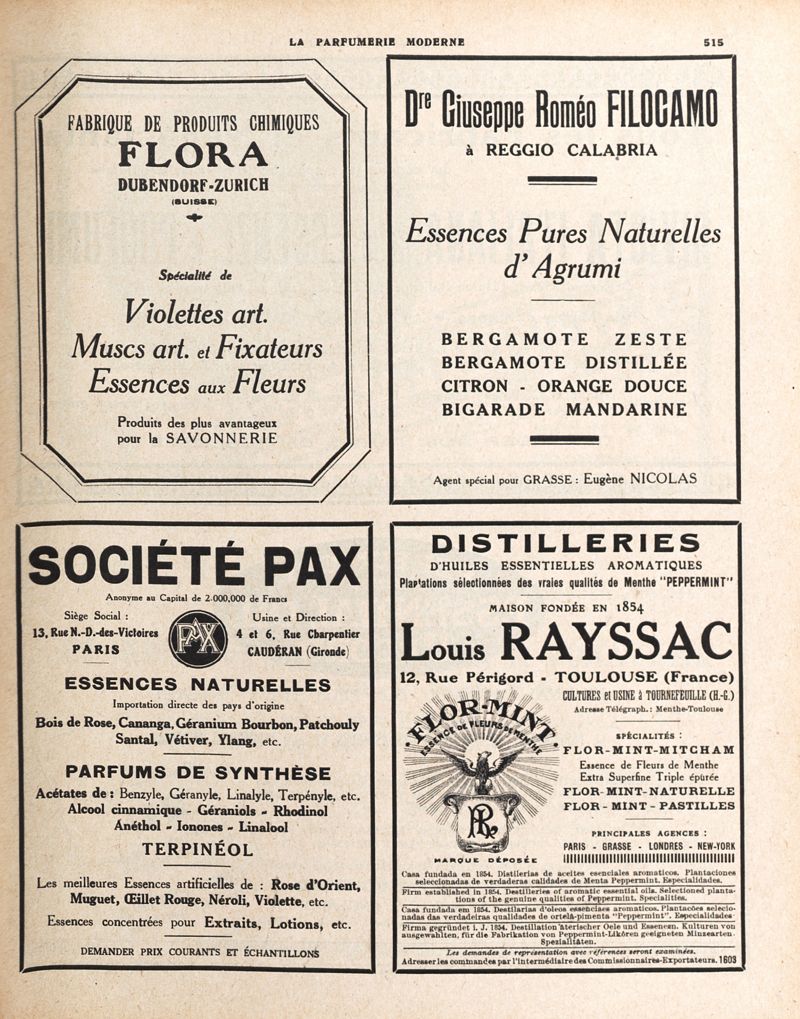 LA PARFUMERIE MODERNE
515
FABRIQUE DE PRODUITS CHIMIQUES
FLORA
DUBENDORF-ZURICH
(SUISSE)
Spécialité de
Violettes art.
Muscs art. et Fixateurs
Essences aux Fleurs
Produits des plus avantageux
pour la SAVONNERIE
Dre Giuseppe Roméo FILOCAMO
à REGGIO CALABRIA
Essences Pures Naturelles
d'Agrumi
BERGAMOTE ZESTE
BERGAMOTE DISTILLÉE
CITRON - ORANGE DOUCE
BIGARADE MANDARINE
Agent spécial pour GRASSE : Eugène NICOLAS
SOCIÉTÉ PAX
Anonyme au Capital de 2.000,000 de Francs
Siège Social :
13, Rue N.-D.-des-Victoires
PARIS
PAX
Usine et Direction :
4 et 6, Rue Charpentier
CAUDÉRAN (Gironde)
ESSENCES NATURELLES
Importation directe des pays d'origine
Bois de Rose, Cananga, Géranium Bourbon, Patchouly
Santal, Vétiver, Ylang, etc.
PARFUMS DE SYNTHÈSE
Acétates de : Benzyle, Géranyle, Linalyle, Terpényle, etc.
Alcool cinnamique - Géraniols - Rhodinol
Anéthol - Ionones - Linalool
TERPINÉOL
Les meilleures Essences artificielles de : Rose d'Orient,
Muguet, Œillet Rouge, Néroli, Violette, etc.
Essences concentrées pour Extraits, Lotions, etc.
DEMANDER PRIX COURANTS ET ÉCHANTILLONS
DISTILLERIES
D'HUILES ESSENTIELLES AROMATIQUES
Plantations sélectionnées des vraies qualités de Menthe "PEPPERMINT"
MAISON FONDÉE EN 1854
Louis RAYSSAC
12, Rue Périgord - TOULOUSE (France)
CULTURES et USINE à TOURNEFEUILLE (H.-G.)
Adresse Télégraph. : Menthe-Toulouse
FLOR-MINT
ESSENCE DE FLEURS DE MENTHE
LR
MARQUE DÉPOSÉE
SPÉCIALITÉS :
FLOR-MINT-MITCHAM
Essence de Fleurs de Menthe
Extra Superfine Triple épurée
FLOR-MINT-NATURELLE
FLOR-MINT-PASTILLES
PRINCIPALES AGENCES :
PARIS - GRASSE - LONDRES - NEW-YORK
Casa fundada en 1854. Distilerias de aceites esenciales aromaticos. Plantaciones
seleccionadas de verdaderas calidades de Menta Peppermint. Especialidades.
Firm established in 1854. Destilleries of aromatic essential oils. Selected planta-
tions of the genuine qualities of Peppermint. Specialities.
Casa fundada em 1854. Distilarias d'oleos essenciaes aromaticos. Plantacões selecio-
nadas das verdadeiras qualidades de ortelã-pimenta "Peppermint". Especialidades
Firma gegründet i. J. 1854. Destillation äterischer Oele und Essenzen. Kulturen von
ausgewahlten, für die Fabrikation von Peppermint-Likören geeigneten Minzearten.
Spezialitäten.
Les demandes de représentation avec références seront examinées.
Adresser les commandes par l'intermédiaire des Commissionnaires-Exportateurs. 1603